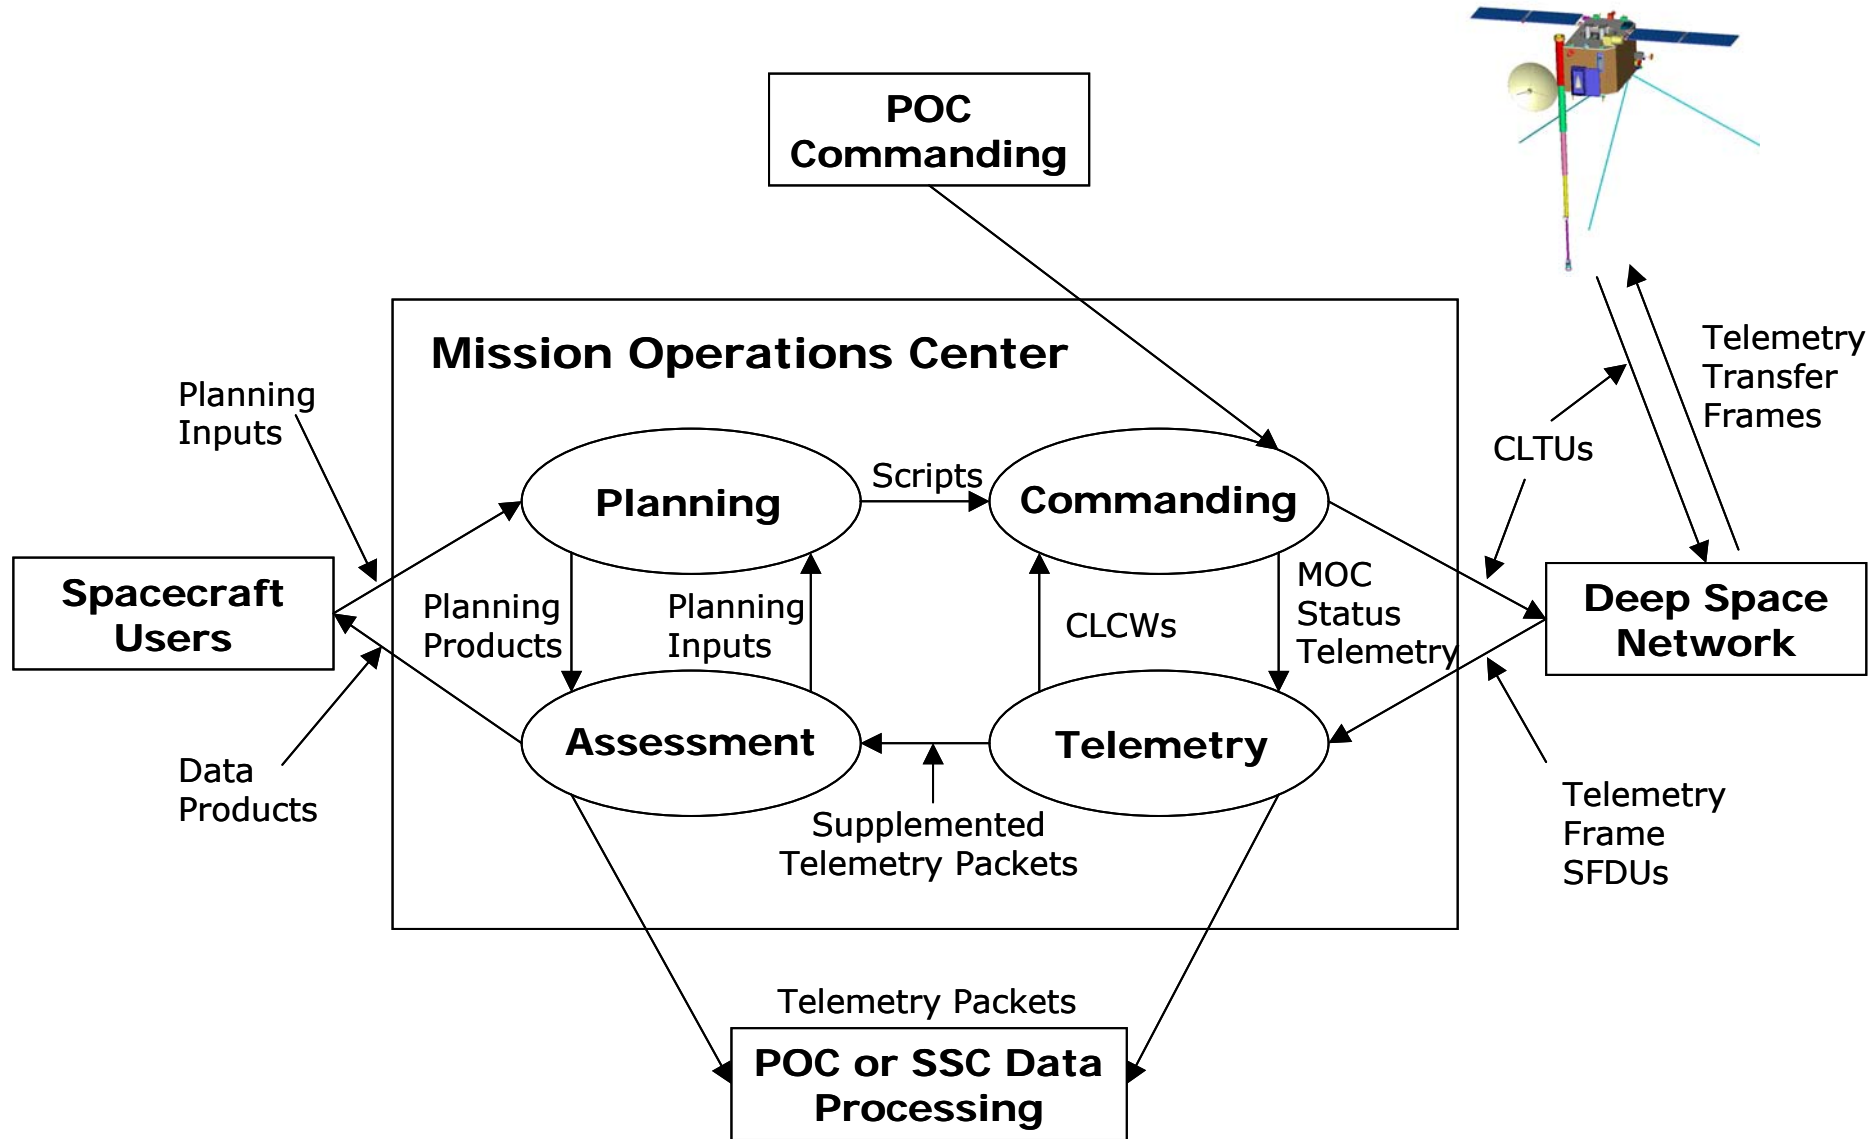 POC
Commanding
Mission Operations Center
Telemetry
Transfer
Frames
Planning
Inputs
CLTUs
Scripts
Planning
Commanding
Spacecraft
Users
Planning
Products
Planning
Inputs
CLCWs
MOC
Status
Telemetry
Deep Space
Network
Assessment
Telemetry
Data
Products
Supplemented
Telemetry Packets
Telemetry
Frame
SFDUs
Telemetry Packets
POC or SSC Data
Processing